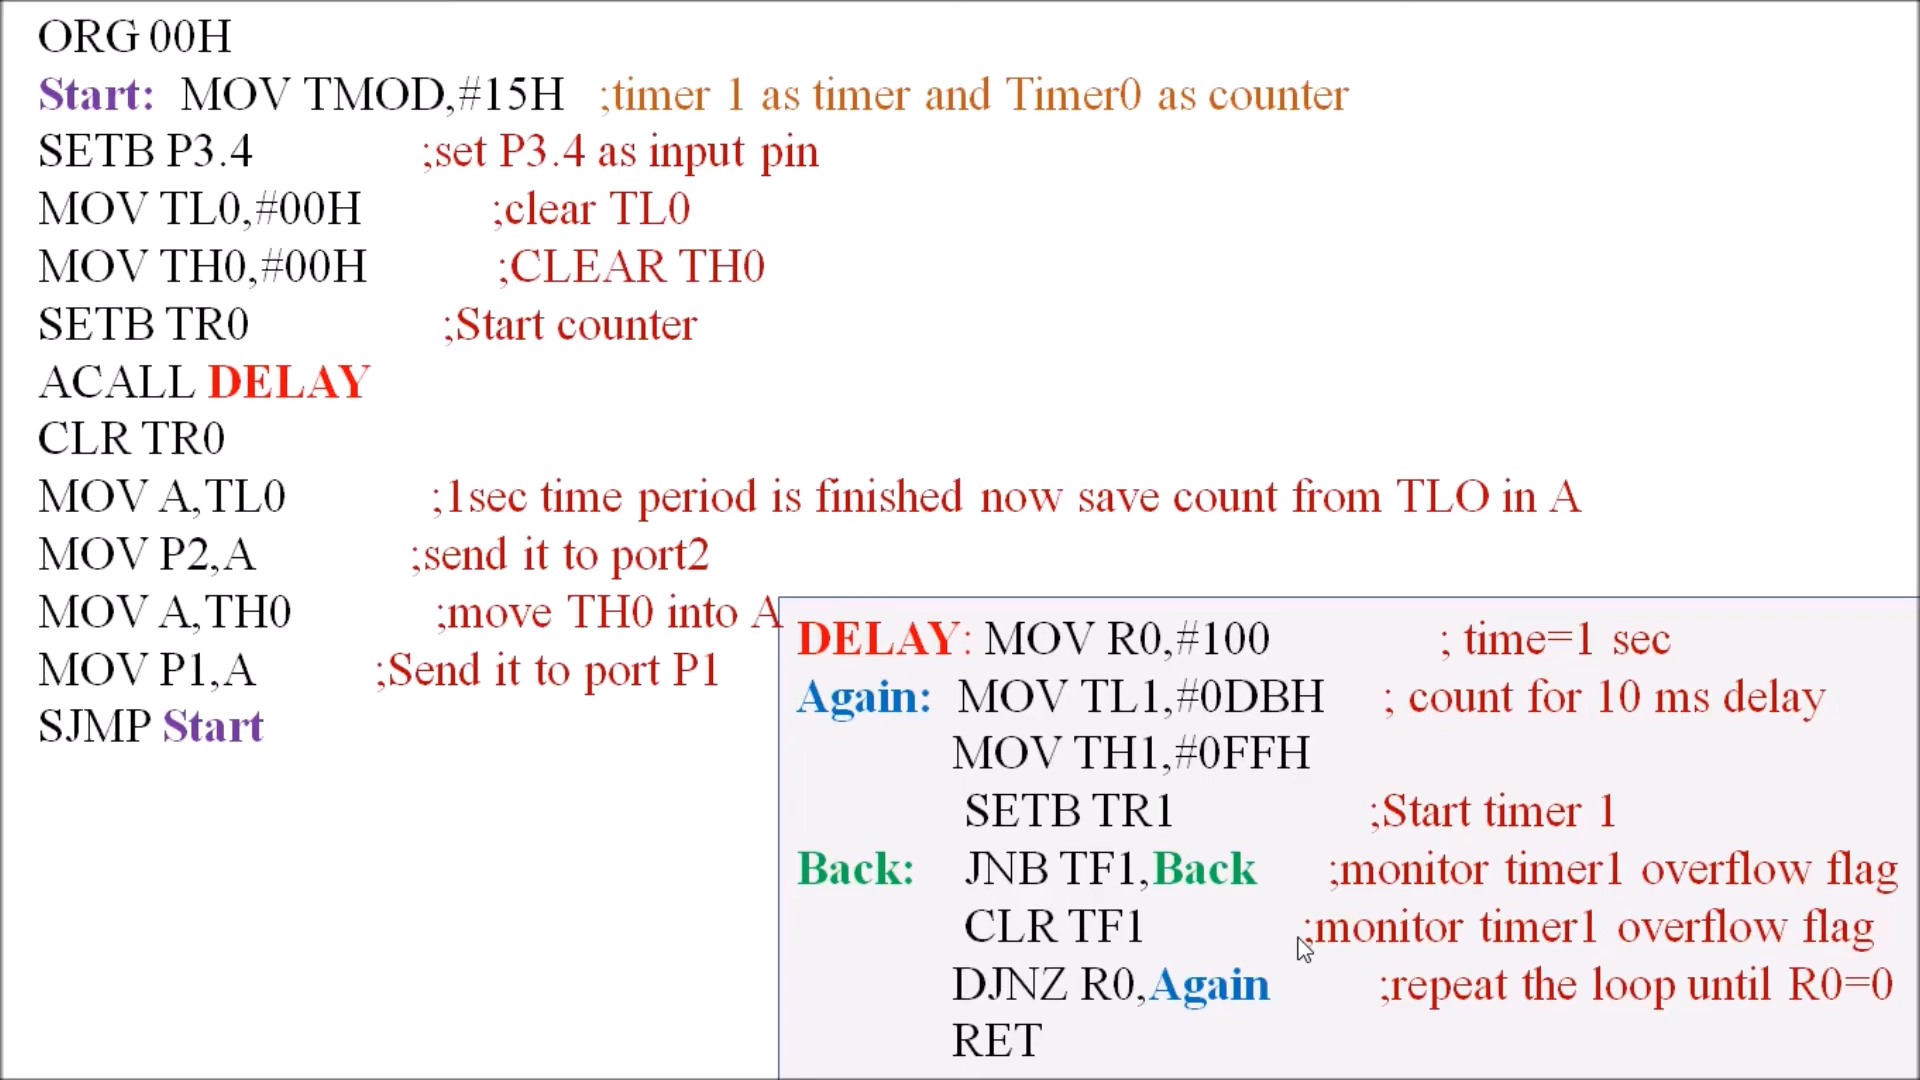 ORG 00H
Start: MOV TMOD,#15H ;timer 1 as timer and Timer0 as counter
SETB P3.4 ;set P3.4 as input pin
MOV TL0,#00H ;clear TL0
MOV TH0,#00H ;CLEAR TH0
SETB TR0 ;Start counter
ACALL DELAY
CLR TR0
MOV A,TL0 ;1sec time period is finished now save count from TLO in A
MOV P2,A ;send it to port2
MOV A,TH0 ;move TH0 into A
MOV P1,A ;Send it to port P1
SJMP Start
DELAY: MOV R0,#100 ; time=1 sec
Again: MOV TL1,#0DBH ; count for 10 ms delay
MOV TH1,#0FFH
SETB TR1 ;Start timer 1
Back: JNB TF1,Back ;monitor timer1 overflow flag
CLR TF1 ;monitor timer1 overflow flag
DJNZ R0,Again ;repeat the loop until R0=0
RET